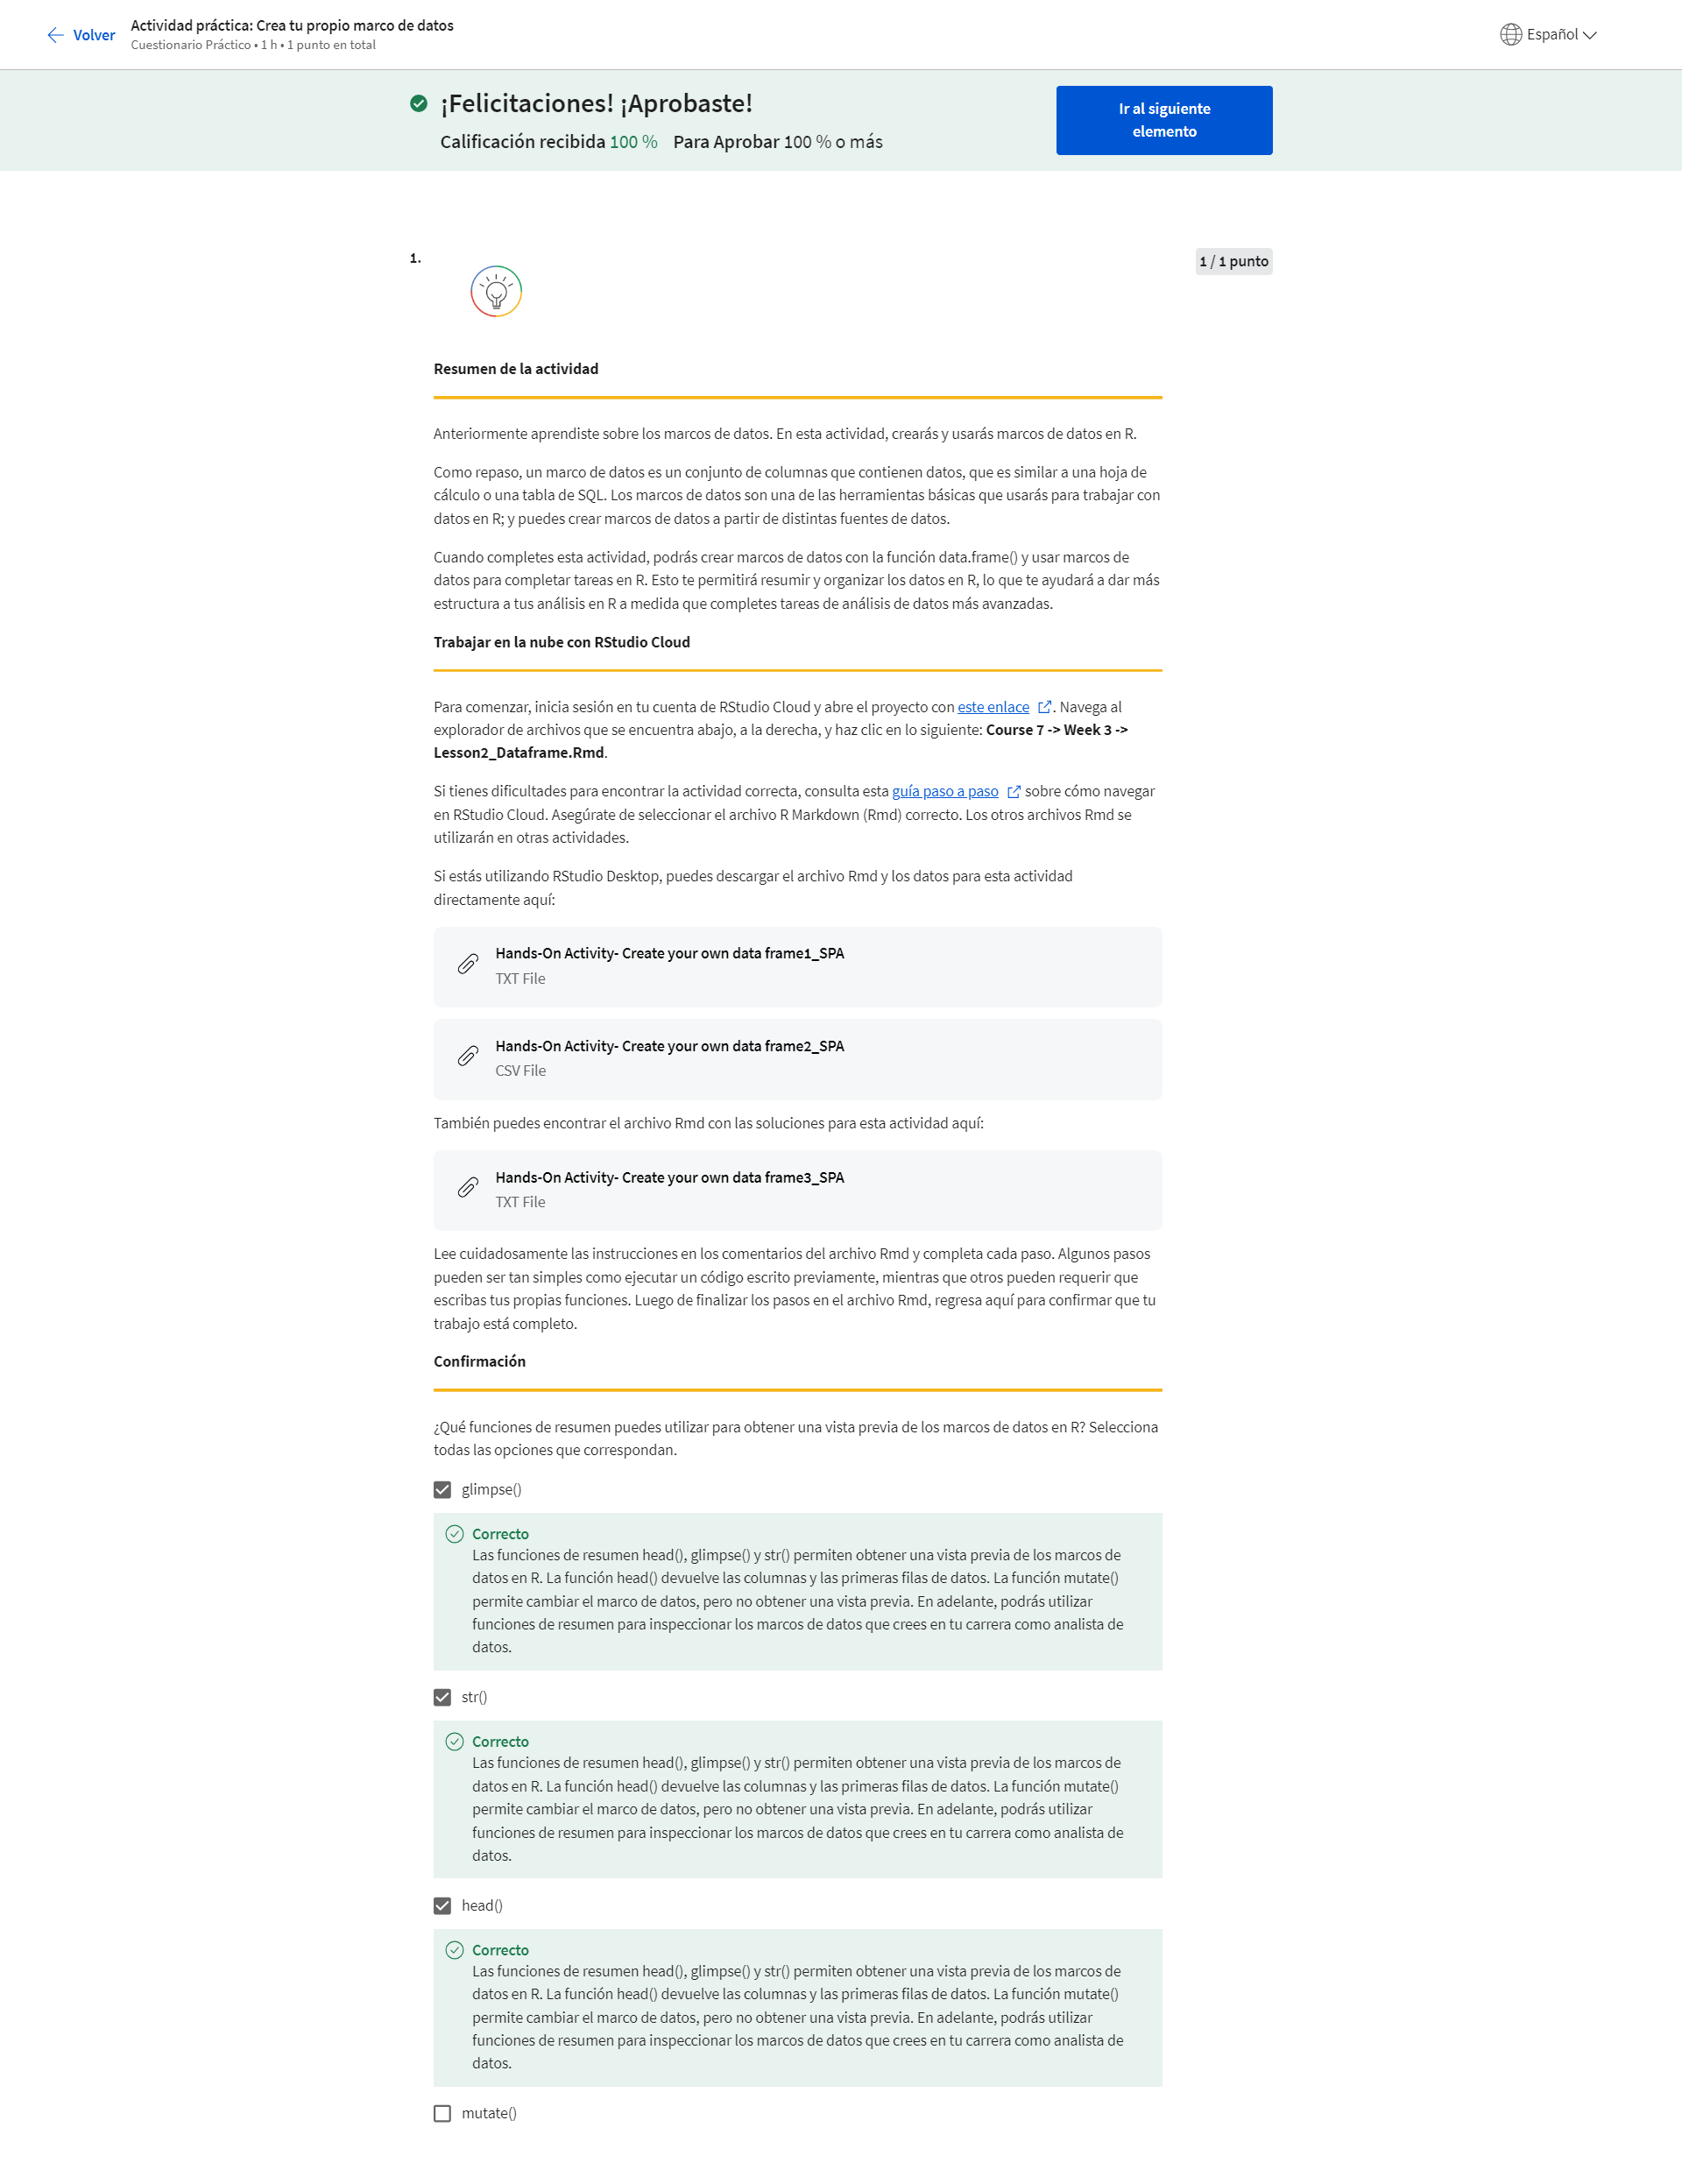 Volver
Actividad práctica: Crea tu propio marco de datos
Cuestionario Práctico • 1 h • 1 punto en total
Español
¡Felicitaciones! ¡Aprobaste!
Calificación recibida 100 % Para Aprobar 100 % o más
Ir al siguiente
elemento
1.
1 / 1 punto
Resumen de la actividad
Anteriormente aprendiste sobre los marcos de datos. En esta actividad, crearás y usarás marcos de datos en R.
Como repaso, un marco de datos es un conjunto de columnas que contienen datos, que es similar a una hoja de
cálculo o una tabla de SQL. Los marcos de datos son una de las herramientas básicas que usarás para trabajar con
datos en R; y puedes crear marcos de datos a partir de distintas fuentes de datos.
Cuando completes esta actividad, podrás crear marcos de datos con la función data.frame() y usar marcos de
datos para completar tareas en R. Esto te permitirá resumir y organizar los datos en R, lo que te ayudará a dar más
estructura a tus análisis en R a medida que completes tareas de análisis de datos más avanzadas.
Trabajar en la nube con RStudio Cloud
Para comenzar, inicia sesión en tu cuenta de RStudio Cloud y abre el proyecto con este enlace . Navega al
explorador de archivos que se encuentra abajo, a la derecha, y haz clic en lo siguiente: Course 7 -> Week 3 ->
Lesson2_Dataframe.Rmd.
Si tienes dificultades para encontrar la actividad correcta, consulta esta guía paso a paso sobre cómo navegar
en RStudio Cloud. Asegúrate de seleccionar el archivo R Markdown (Rmd) correcto. Los otros archivos Rmd se
utilizarán en otras actividades.
Si estás utilizando RStudio Desktop, puedes descargar el archivo Rmd y los datos para esta actividad
directamente aquí:
Hands-On Activity- Create your own data frame1_SPA
TXT File
Hands-On Activity- Create your own data frame2_SPA
CSV File
También puedes encontrar el archivo Rmd con las soluciones para esta actividad aquí:
Hands-On Activity- Create your own data frame3_SPA
TXT File
Lee cuidadosamente las instrucciones en los comentarios del archivo Rmd y completa cada paso. Algunos pasos
pueden ser tan simples como ejecutar un código escrito previamente, mientras que otros pueden requerir que
escribas tus propias funciones. Luego de finalizar los pasos en el archivo Rmd, regresa aquí para confirmar que tu
trabajo está completo.
Confirmación
¿Qué funciones de resumen puedes utilizar para obtener una vista previa de los marcos de datos en R? Selecciona
todas las opciones que correspondan.
glimpse()
Correcto
Las funciones de resumen head(), glimpse() y str() permiten obtener una vista previa de los marcos de
datos en R. La función head() devuelve las columnas y las primeras filas de datos. La función mutate()
permite cambiar el marco de datos, pero no obtener una vista previa. En adelante, podrás utilizar
funciones de resumen para inspeccionar los marcos de datos que crees en tu carrera como analista de
datos.
str()
Correcto
Las funciones de resumen head(), glimpse() y str() permiten obtener una vista previa de los marcos de
datos en R. La función head() devuelve las columnas y las primeras filas de datos. La función mutate()
permite cambiar el marco de datos, pero no obtener una vista previa. En adelante, podrás utilizar
funciones de resumen para inspeccionar los marcos de datos que crees en tu carrera como analista de
datos.
head()
Correcto
Las funciones de resumen head(), glimpse() y str() permiten obtener una vista previa de los marcos de
datos en R. La función head() devuelve las columnas y las primeras filas de datos. La función mutate()
permite cambiar el marco de datos, pero no obtener una vista previa. En adelante, podrás utilizar
funciones de resumen para inspeccionar los marcos de datos que crees en tu carrera como analista de
datos.
mutate()